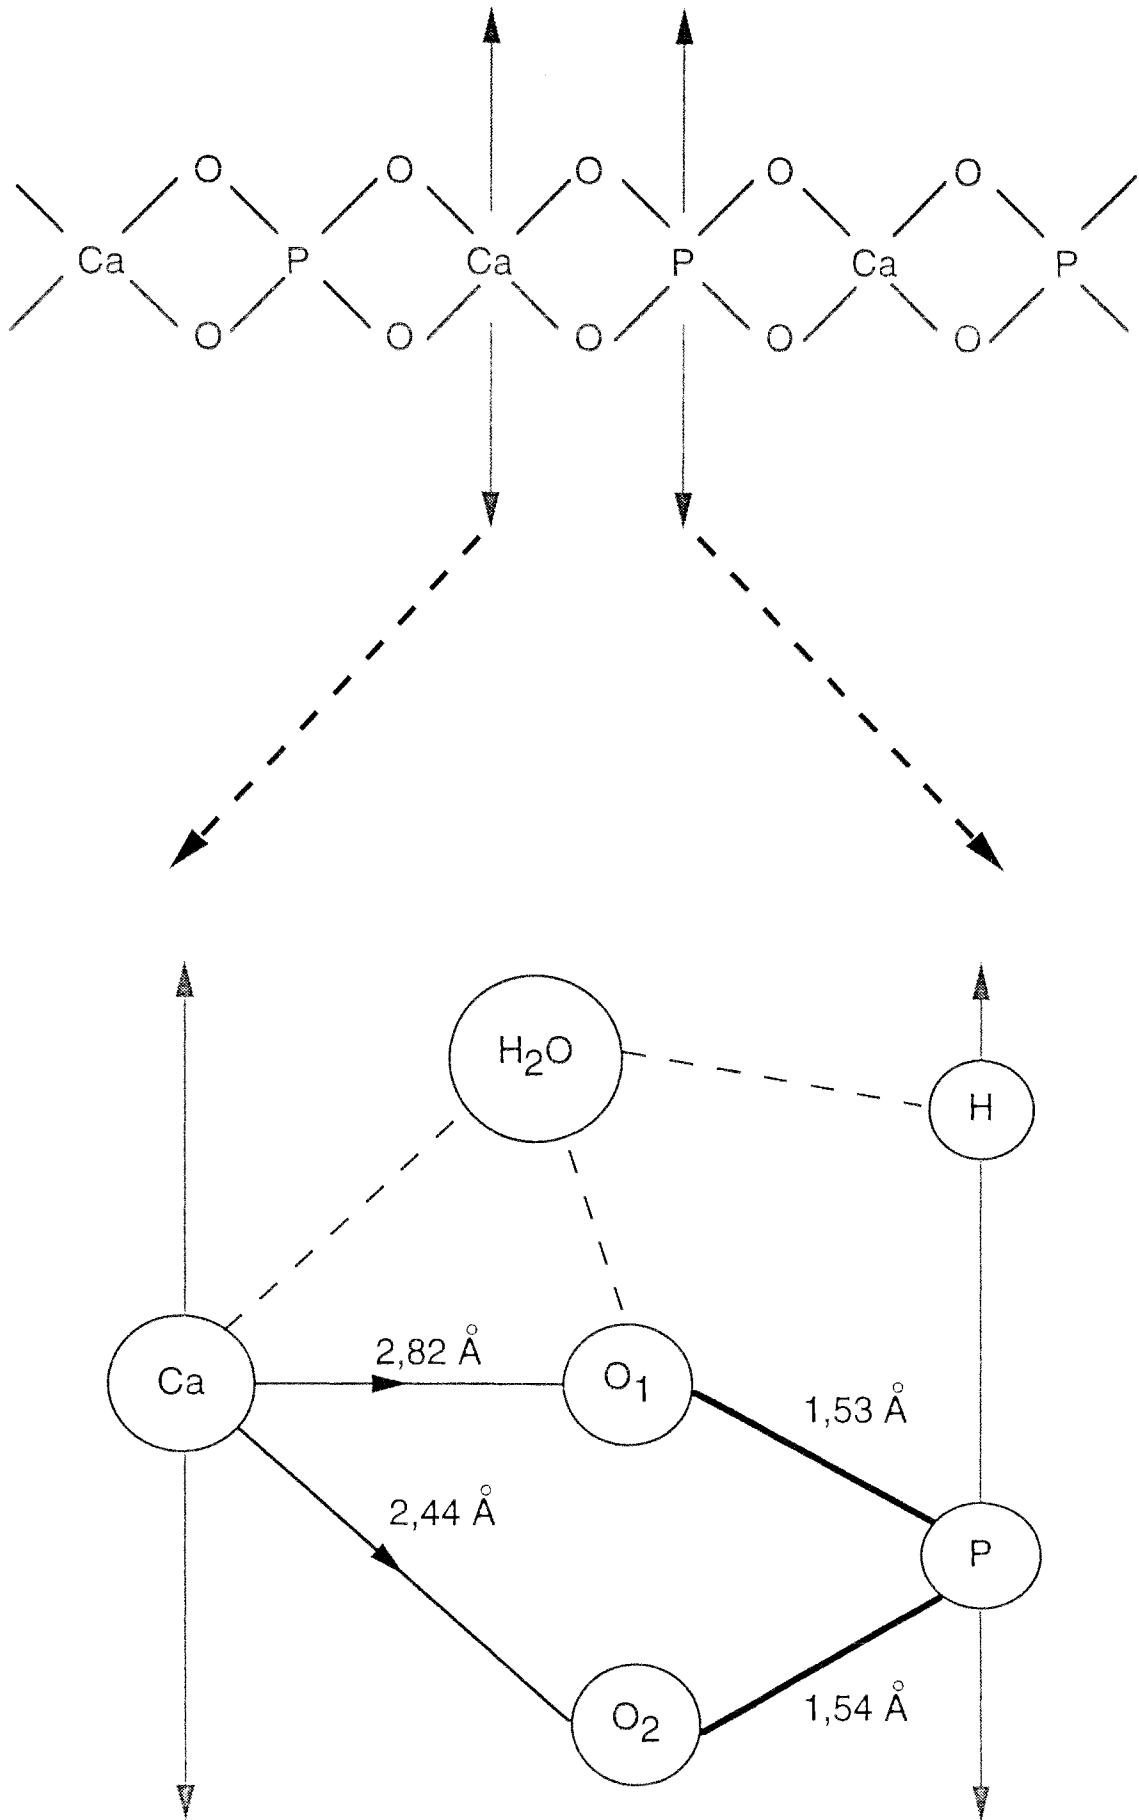 O O O O O
Ca P Ca P Ca P
O O O O O
H₂O
H
2,82 Å
Ca O₁
1,53 Å
2,44 Å
P
O₂
1,54 Å